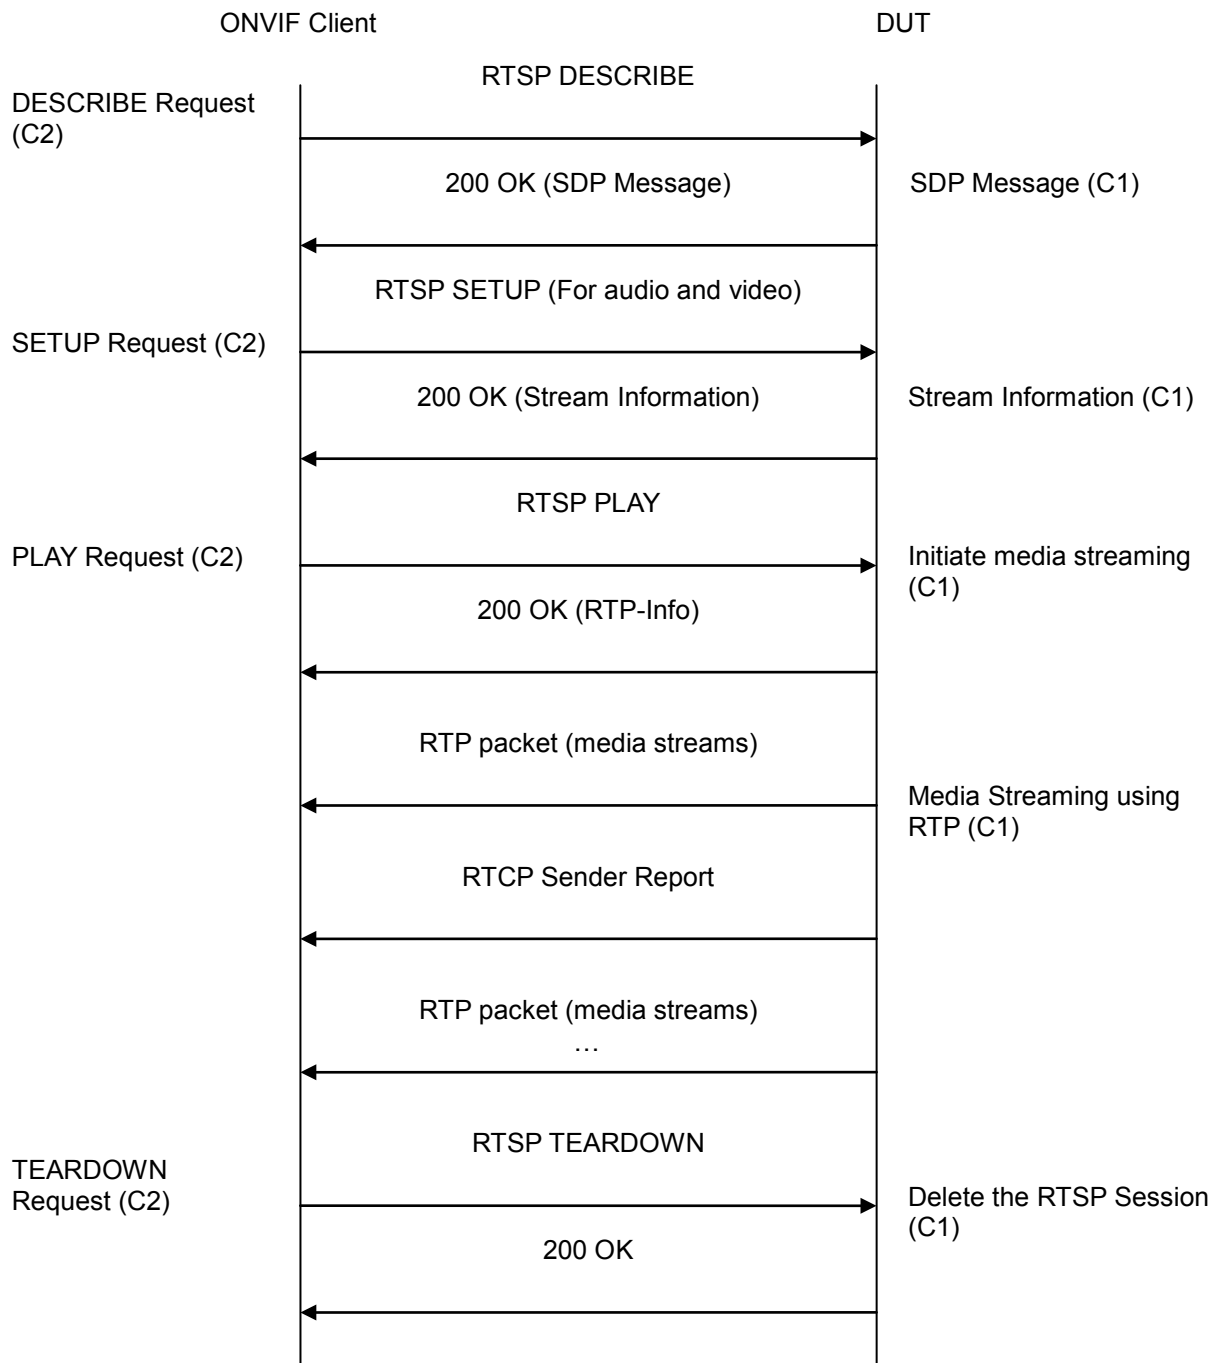 ONVIF Client
DUT
RTSP DESCRIBE
DESCRIBE Request
(C2)
200 OK (SDP Message)
SDP Message (C1)
RTSP SETUP (For audio and video)
SETUP Request (C2)
200 OK (Stream Information)
Stream Information (C1)
RTSP PLAY
PLAY Request (C2)
Initiate media streaming
(C1)
200 OK (RTP-Info)
RTP packet (media streams)
Media Streaming using
RTP (C1)
RTCP Sender Report
RTP packet (media streams)
…
RTSP TEARDOWN
TEARDOWN
Request (C2)
Delete the RTSP Session
(C1)
200 OK